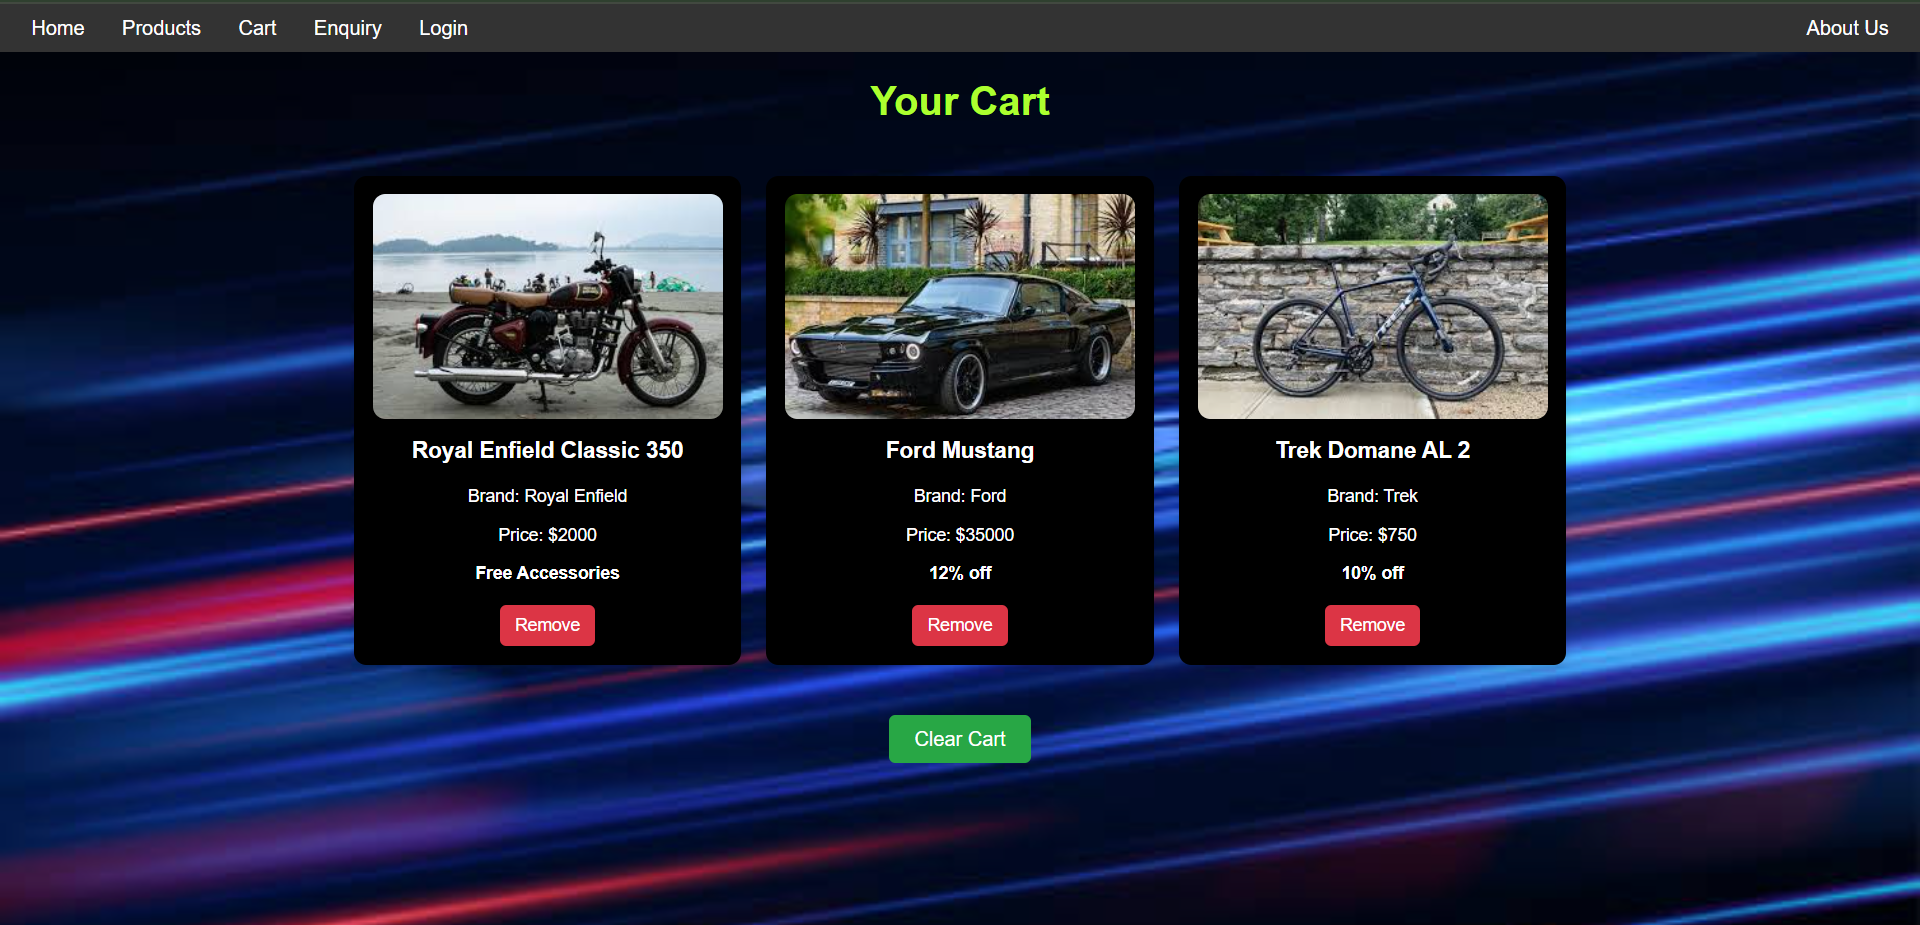 Home Products Cart Enquiry Login About Us
Your Cart
TREK
Royal Enfield Classic 350
Brand: Royal Enfield
Price: $2000
Free Accessories
Remove
Ford Mustang
Brand: Ford
Price: $35000
12% off
Remove
Trek Domane AL 2
Brand: Trek
Price: $750
10% off
Remove
Clear Cart